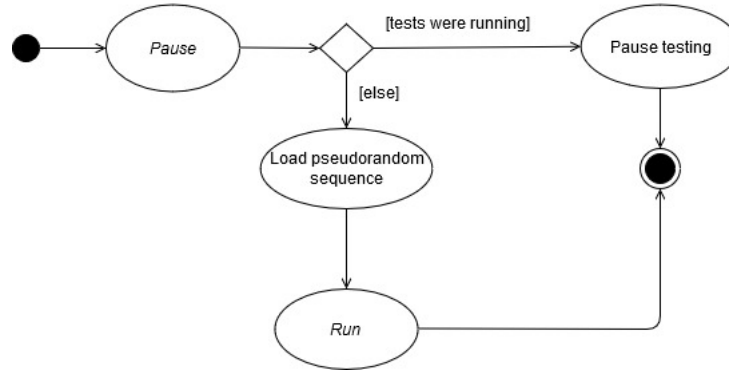 [tests were running]
Pause
Pause testing
[else]
Load pseudorandom
sequence
Run